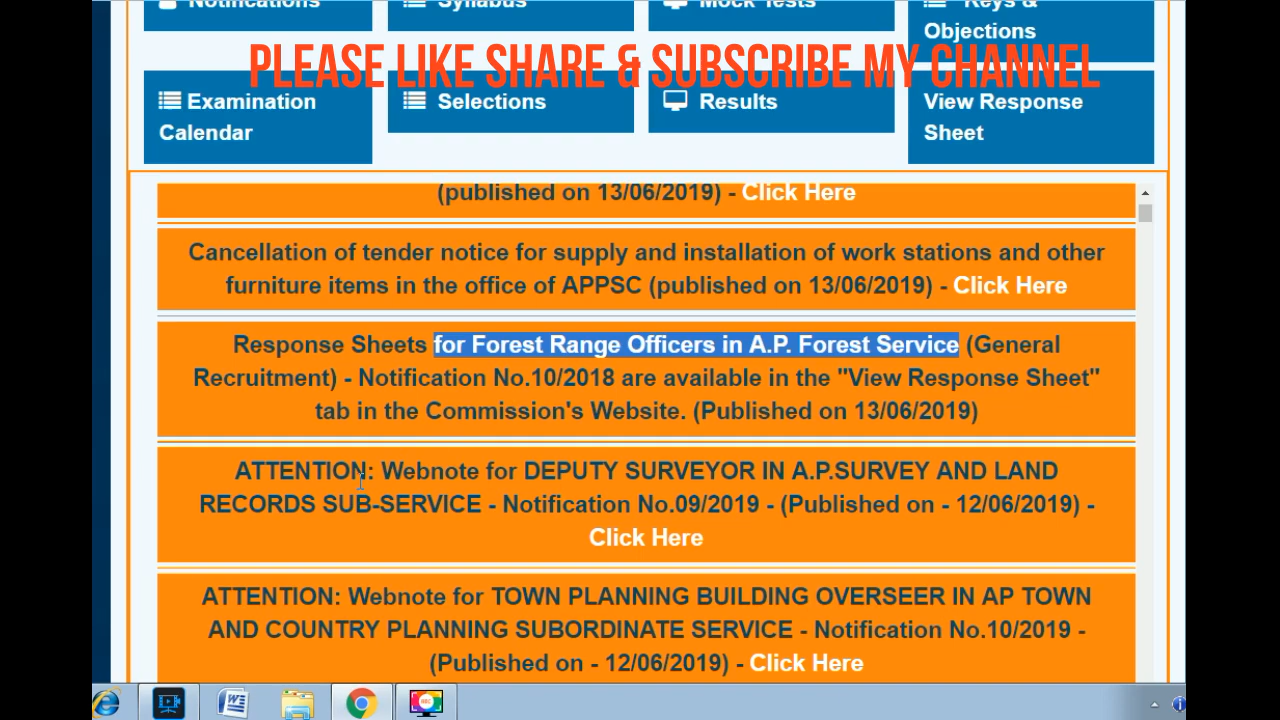 Notifications
Syllabus
Mock Tests
Keys &
Objections
PLEASE LIKE SHARE & SUBSCRIBE MY CHANNEL
Examination
Calendar
Selections
Results
View Response
Sheet
(published on 13/06/2019) - Click Here
Cancellation of tender notice for supply and installation of work stations and other
furniture items in the office of APPSC (published on 13/06/2019) - Click Here
Response Sheets for Forest Range Officers in A.P. Forest Service (General
Recruitment) - Notification No.10/2018 are available in the "View Response Sheet"
tab in the Commission's Website. (Published on 13/06/2019)
ATTENTION: Webnote for DEPUTY SURVEYOR IN A.P.SURVEY AND LAND
RECORDS SUB-SERVICE - Notification No.09/2019 - (Published on - 12/06/2019) -
Click Here
ATTENTION: Webnote for TOWN PLANNING BUILDING OVERSEER IN AP TOWN
AND COUNTRY PLANNING SUBORDINATE SERVICE - Notification No.10/2019 -
(Published on - 12/06/2019) - Click Here